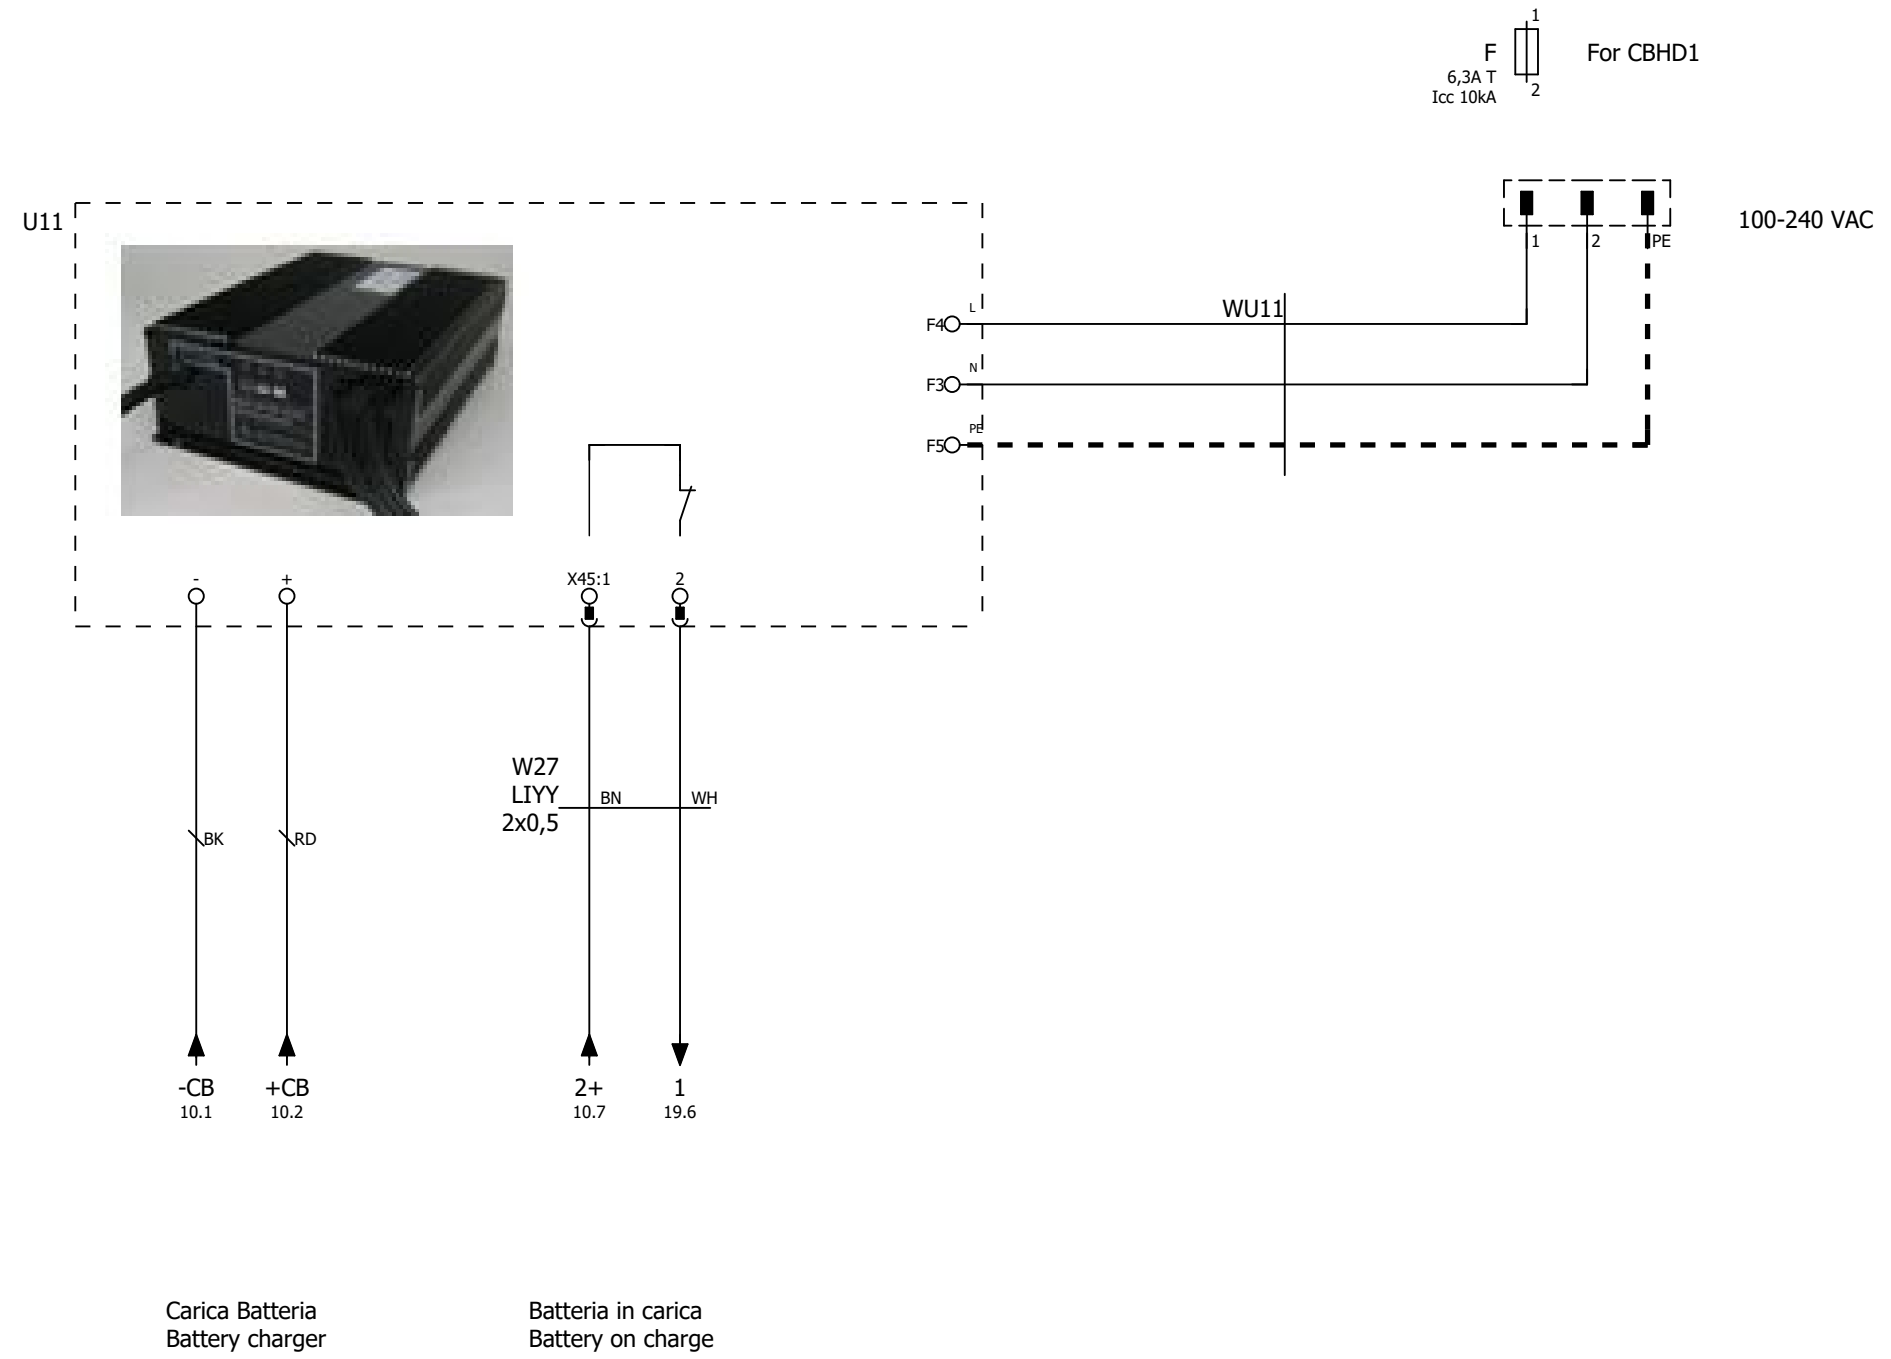 1
F
For CBHD1
6,3A T
Icc 10kA
2
U11
100-240 VAC
1
2
PE
L
WU11
F4
N
F3
PE
F5
-
+
X45:1
2
W27
LIYY
2x0,5
BN
WH
BK
RD
-CB
+CB
2+
1
10.1
10.2
10.7
19.6
Carica Batteria
Battery charger
Batteria in carica
Battery on charge